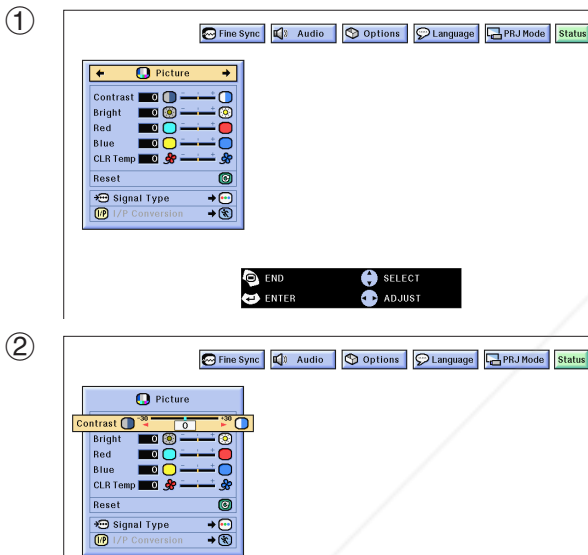 ①
Fine Sync Audio Options Language PRJ Mode Status
Picture
Contrast 0
Bright 0
Red 0
Blue 0
CLR Temp 0
Reset
Signal Type
I/P I/P Conversion
END SELECT
ENTER ADJUST
②
Fine Sync Audio Options Language PRJ Mode Status
Picture
Contrast -30 0 +30
Bright 0
Red 0
Blue 0
CLR Temp 0
Reset
Signal Type
I/P I/P Conversion